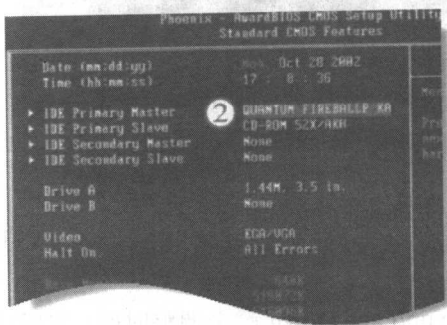 Phoenix - AwardBIOS CMOS Setup Utility
Standard CMOS Features
Date (mm:dd:yy) Mon, Oct 28 2002
Time (hh:mm:ss) 17 : 8 : 36
▶ IDE Primary Master 2 QUANTUM FIREBALLP KA
▶ IDE Primary Slave CD-ROM 52X/AKH
▶ IDE Secondary Master None
▶ IDE Secondary Slave None
Drive A 1.44M, 3.5 in.
Drive B None
Video EGA/VGA
Halt On All Errors
640K